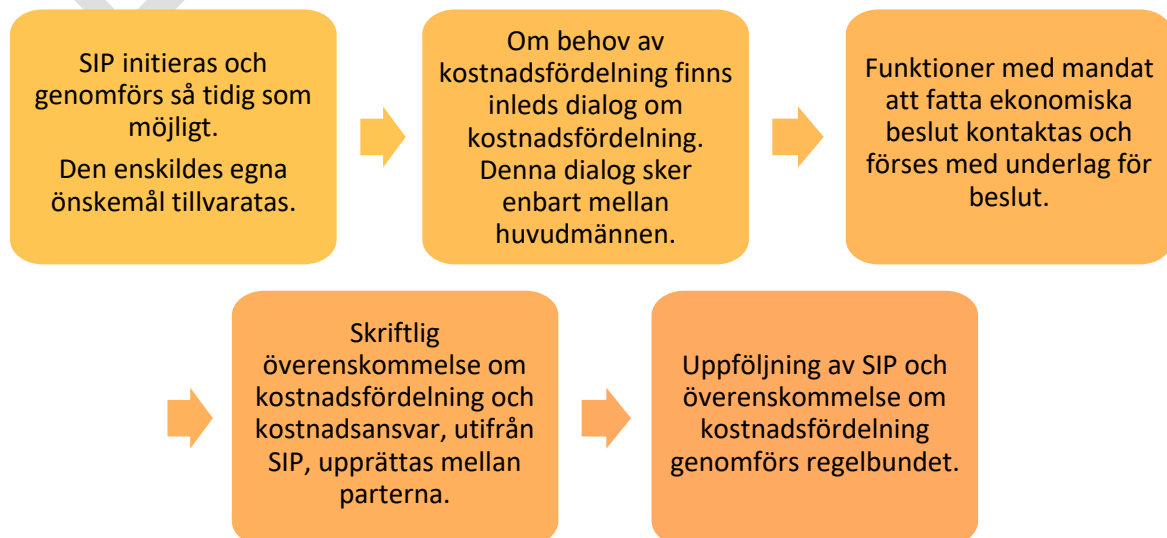 SIP initieras och
genomförs så tidig som
möjligt.
Den enskildes egna
önskemål tillvaratas.
Om behov av
kostnadsfördelning finns
inleds dialog om
kostnadsfördelning.
Denna dialog sker
enbart mellan
huvudmännen.
Funktioner med mandat
att fatta ekonomiska
beslut kontaktas och
förses med underlag för
beslut.
Skriftlig
överenskommelse om
kostnadsfördelning och
kostnadsansvar, utifrån
SIP, upprättas mellan
parterna.
Uppföljning av SIP och
överenskommelse om
kostnadsfördelning
genomförs regelbundet.